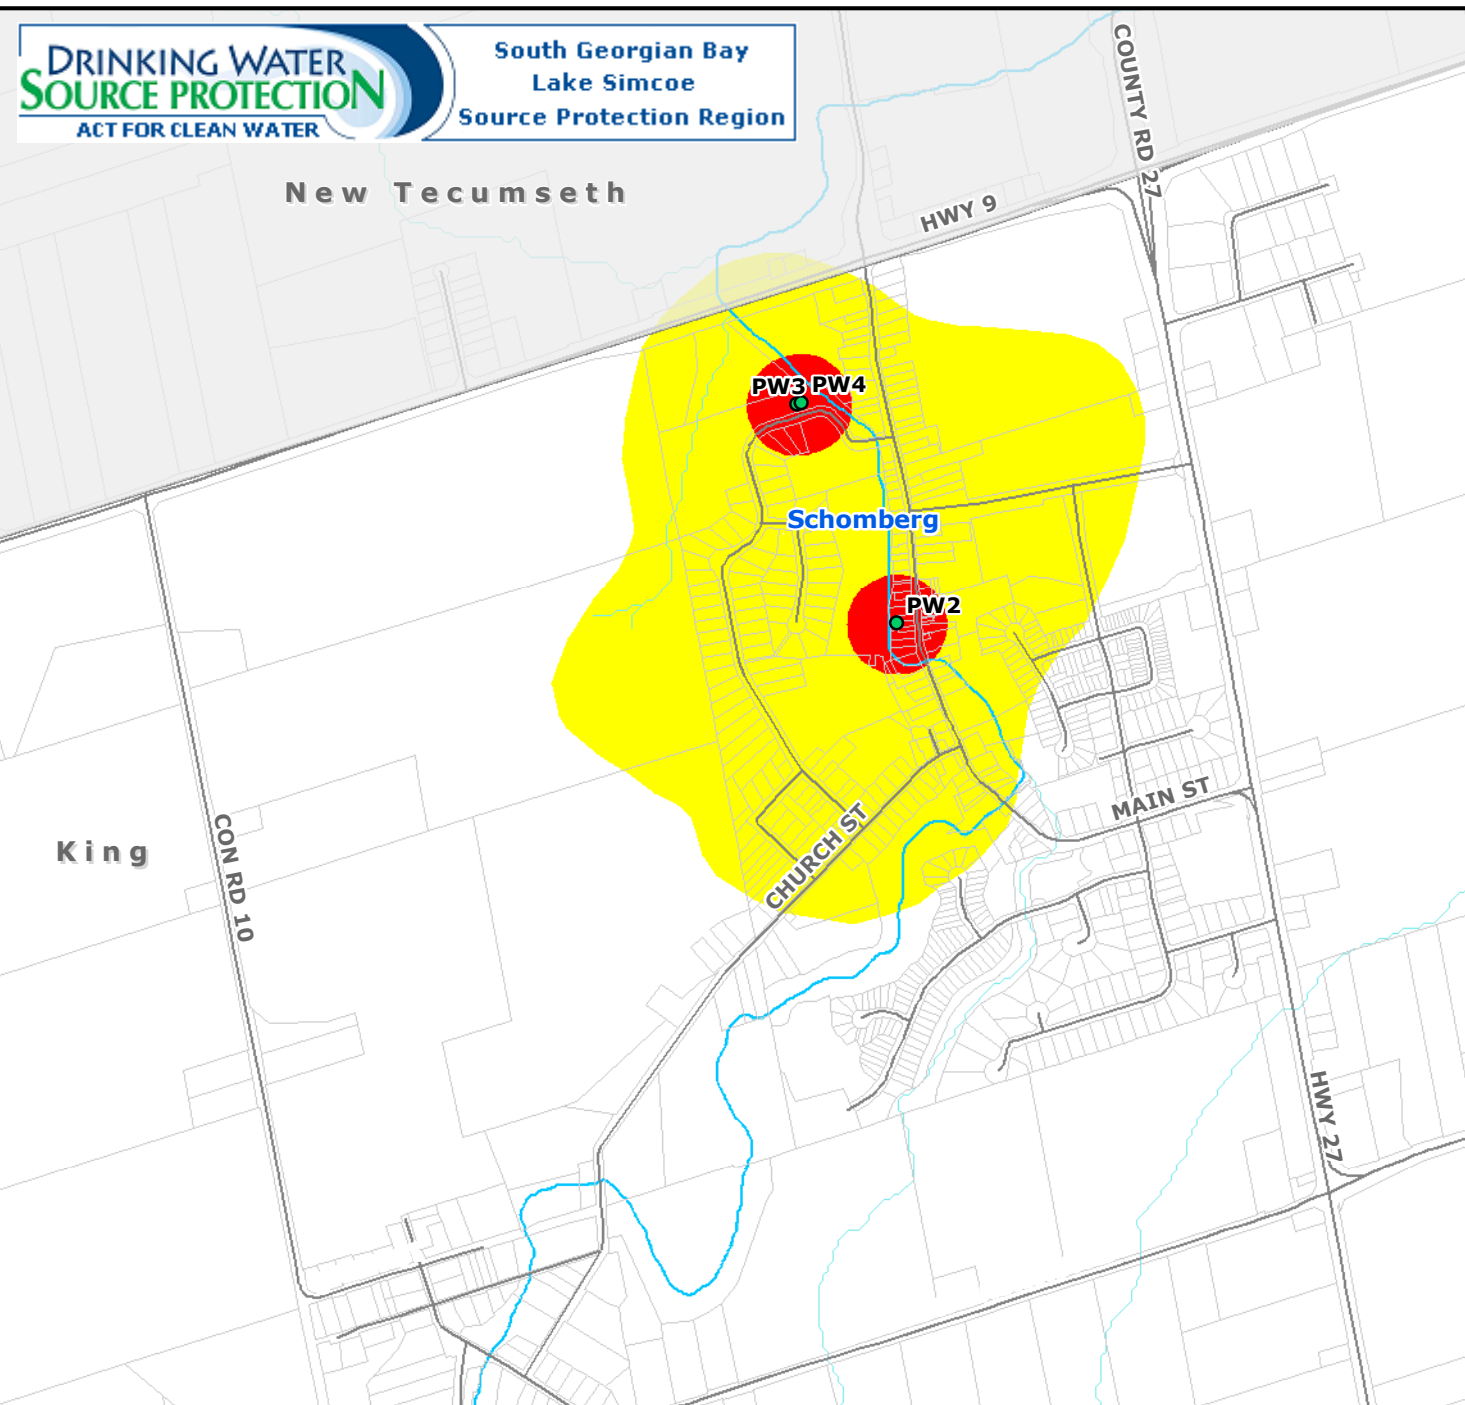 DRINKING WATER
SOURCE PROTECTION
ACT FOR CLEAN WATER
South Georgian Bay
Lake Simcoe
Source Protection Region
COUNTY RD 27
New Tecumseth
HWY 9
PW3 PW4
Schomberg
PW2
MAIN ST
CHURCH ST
King
CON RD 10
HWY 27